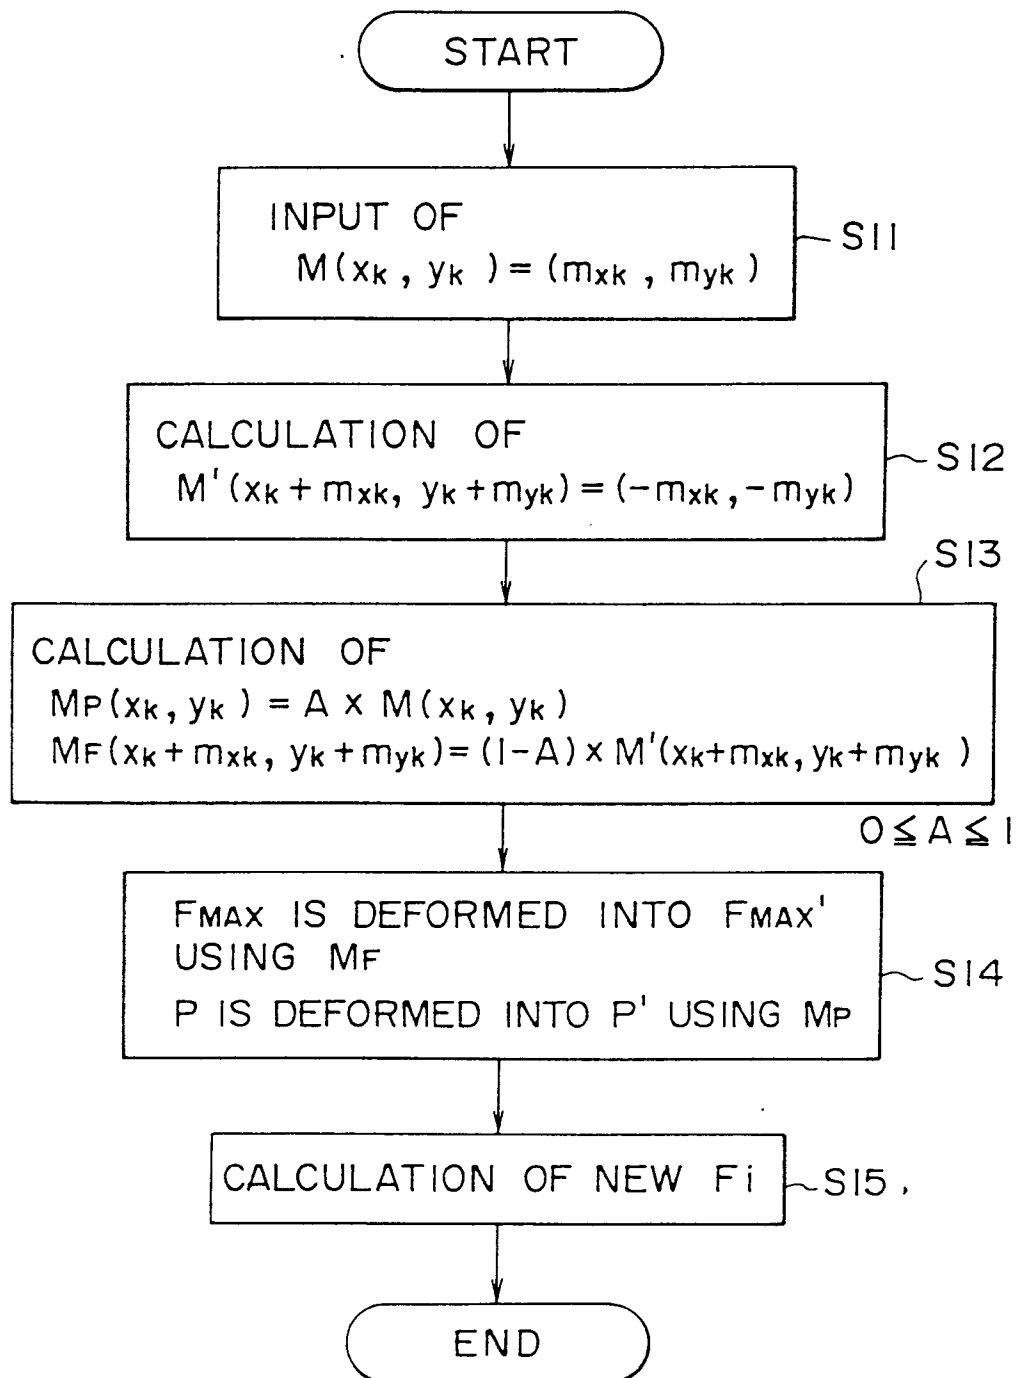 START
INPUT OF
M(xk, yk) = (mxk, myk)
S11
CALCULATION OF
M'(xk+mxk, yk+myk) = (-mxk, -myk)
S12
S13
CALCULATION OF
MP(xk, yk) = A × M(xk, yk)
MF(xk+mxk, yk+myk) = (1-A) × M'(xk+mxk, yk+myk)
0 ≦ A ≦ 1
FMAX IS DEFORMED INTO FMAX'
USING MF
P IS DEFORMED INTO P' USING MP
S14
CALCULATION OF NEW Fi
S15
END